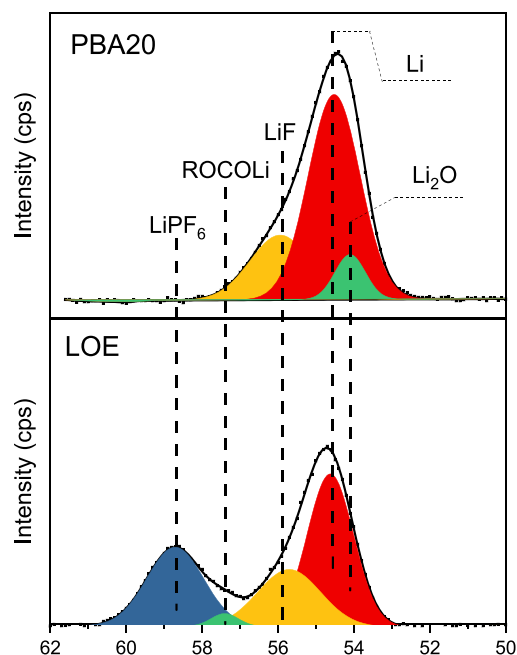 PBA20
Li
LiF
ROCOLi
Li₂O
LiPF₆
Intensity (cps)
LOE
Intensity (cps)
62 60 58 56 54 52 50